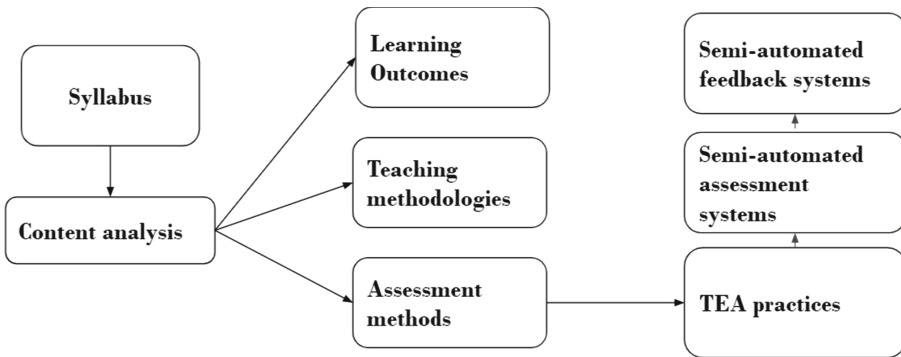 Syllabus
Content analysis
Learning
Outcomes
Teaching
methodologies
Assessment
methods
Semi-automated
feedback systems
Semi-automated
assessment
systems
TEA practices